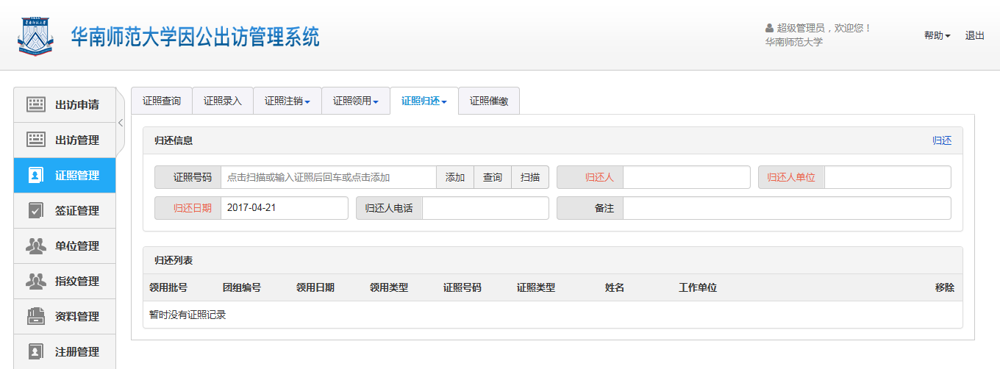 华南师范大学因公出访管理系统
超级管理员，欢迎您！
华南师范大学
帮助
退出
出访申请
出访管理
证照管理
签证管理
单位管理
指纹管理
资料管理
注册管理
证照查询 证照录入 证照注销 证照领用 证照归还 证照催缴
归还信息 归还
证照号码 点击扫描或输入证照后回车或点击添加 添加 查询 扫描 归还人 归还人单位
归还日期 2017-04-21 归还人电话 备注
归还列表
领用批号 团组编号 领用日期 领用类型 证照号码 证照类型 姓名 工作单位 移除
暂时没有证照记录